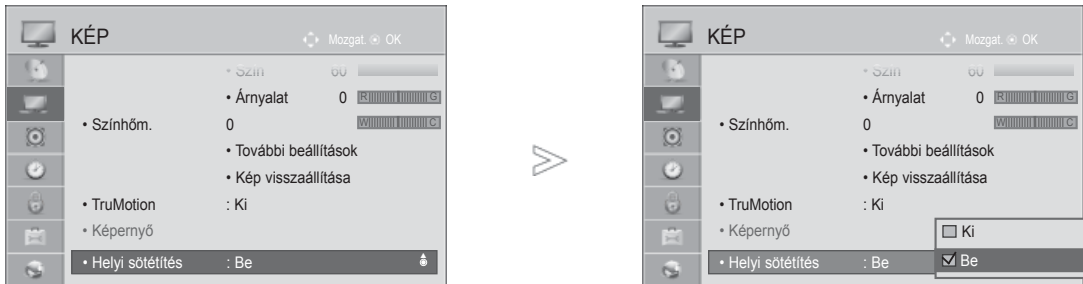 KÉP
Mozgat. OK
• Szín 60
• Árnyalat 0 R G
• Színhőm. 0 W C
• További beállítások
• Kép visszaállítása
• TruMotion : Ki
• Képernyő
• Helyi sötétítés : Be
KÉP
Mozgat. OK
• Szín 60
• Árnyalat 0 R G
• Színhőm. 0 W C
• További beállítások
• Kép visszaállítása
• TruMotion : Ki
• Képernyő
• Helyi sötétítés : Be
Ki
Be